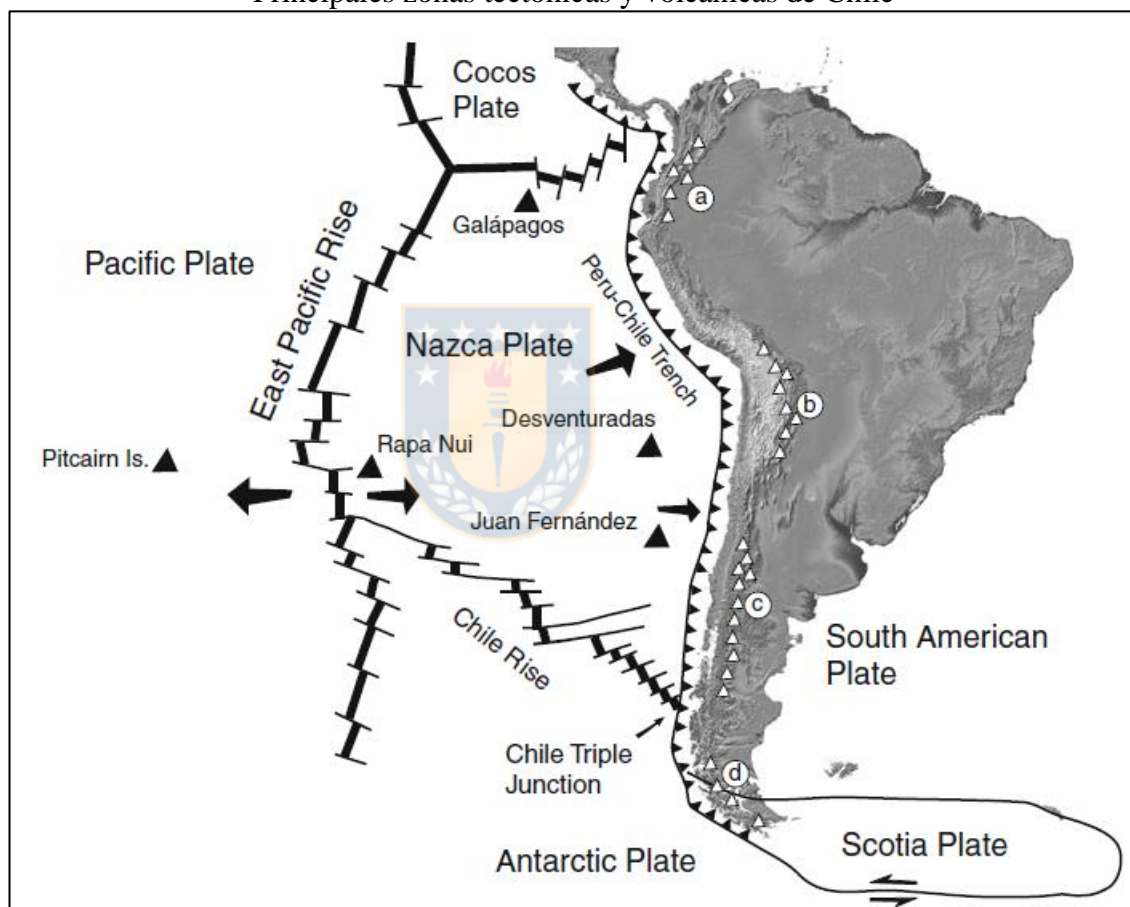 Principales zonas tectónicas y volcánicas de Chile
Cocos
Plate
Galápagos
a
Pacific Plate
East Pacific Rise
Peru-Chile Trench
Nazca Plate
b
Desventuradas
Pitcairn Is.
Rapa Nui
Juan Fernández
c
Chile Rise
South American
Plate
Chile Triple
Junction
d
Antarctic Plate
Scotia Plate